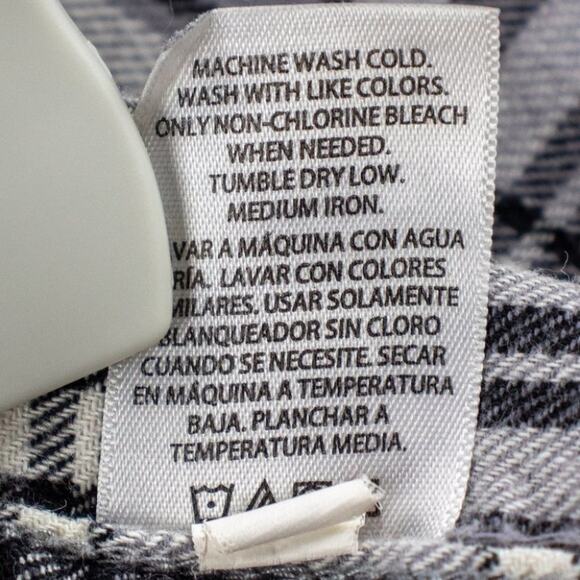 MACHINE WASH COLD.
WASH WITH LIKE COLORS.
ONLY NON-CHLORINE BLEACH
WHEN NEEDED.
TUMBLE DRY LOW.
MEDIUM IRON.
VAR A MÁQUINA CON AGUA
RÍA. LAVAR CON COLORES
MILARES. USAR SOLAMENTE
BLANQUEADOR SIN CLORO
CUANDO SE NECESITE. SECAR
EN MÁQUINA A TEMPERATURA
BAJA. PLANCHAR A
TEMPERATURA MEDIA.